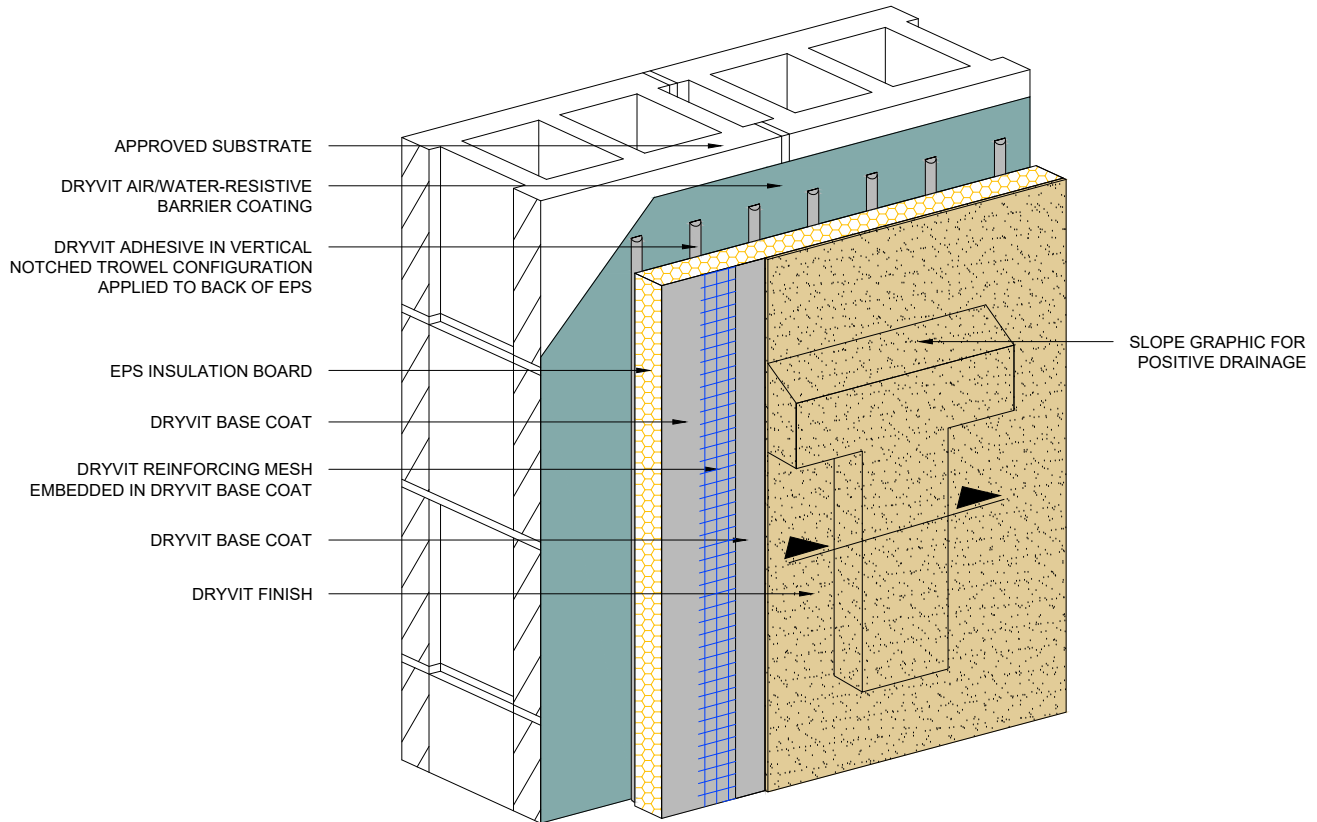 APPROVED SUBSTRATE
DRYVIT AIR/WATER-RESISTIVE
BARRIER COATING
DRYVIT ADHESIVE IN VERTICAL
NOTCHED TROWEL CONFIGURATION
APPLIED TO BACK OF EPS
EPS INSULATION BOARD
DRYVIT BASE COAT
DRYVIT REINFORCING MESH
EMBEDDED IN DRYVIT BASE COAT
DRYVIT BASE COAT
DRYVIT FINISH
SLOPE GRAPHIC FOR
POSITIVE DRAINAGE